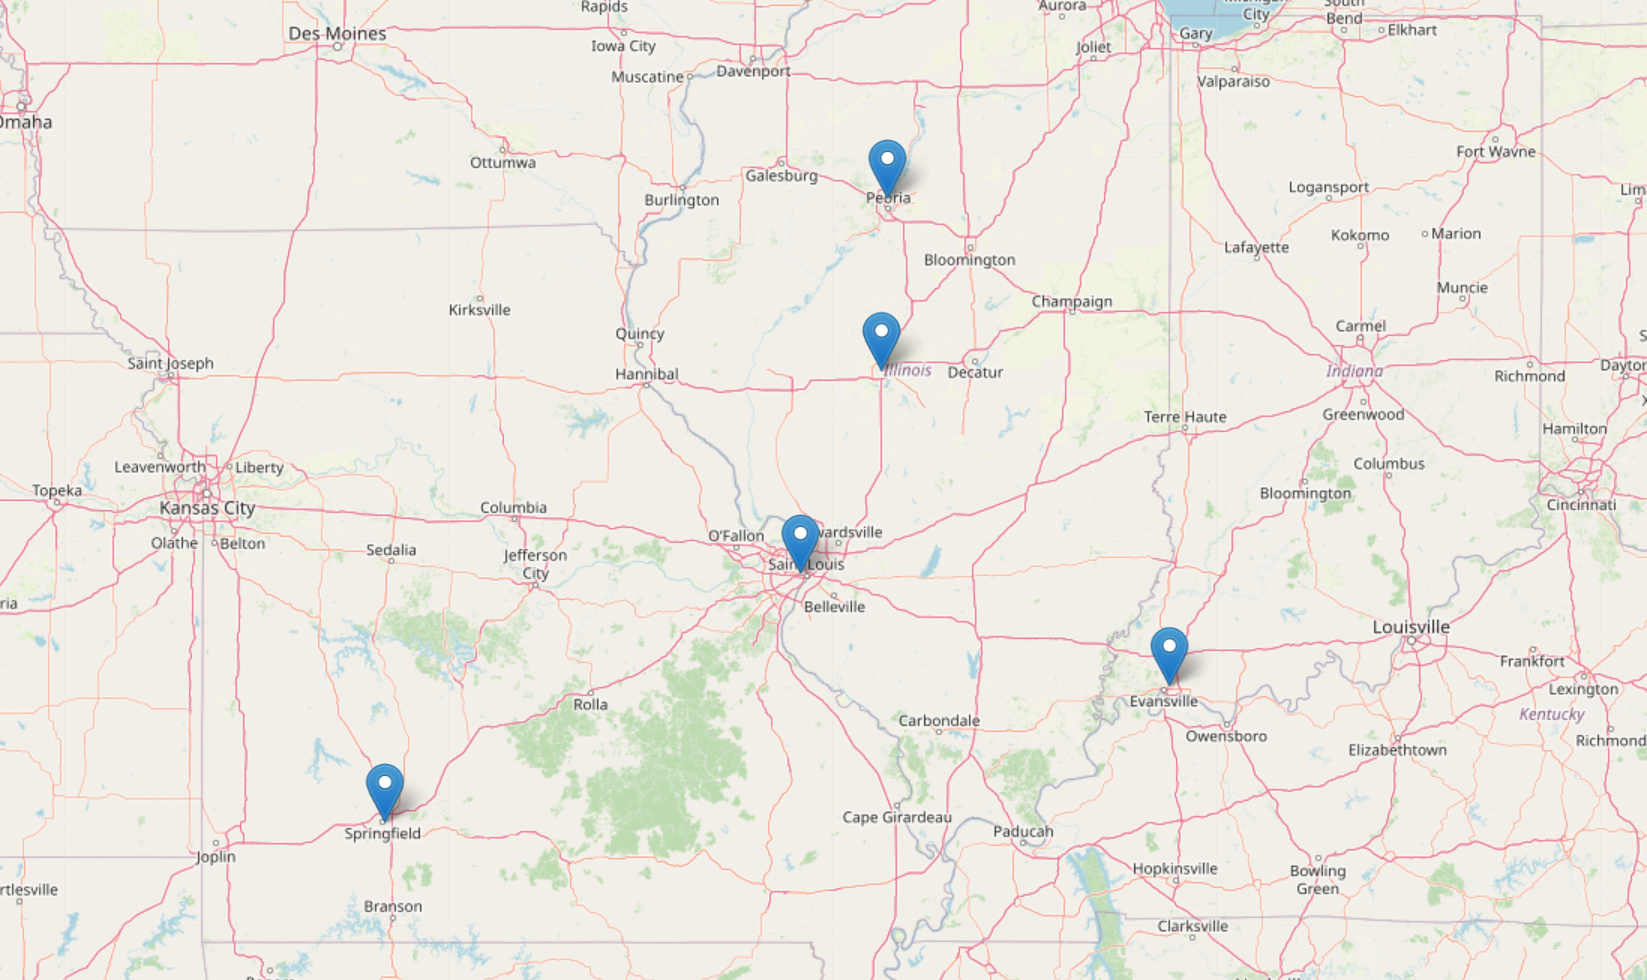 Rapids
Aurora
Michigan
City
South
Bend
Des Moines
Iowa City
Gary
Elkhart
Joliet
Davenport
Muscatine
Valparaiso
Omaha
Ottumwa
Galesburg
Fort Wayne
Burlington
Peoria
Logansport
Lim
Bloomington
Lafayette
Kokomo
Marion
Kirksville
Champaign
Muncie
Quincy
Carmel
Saint Joseph
Hannibal
Illinois
Decatur
Indiana
Richmond
Dayton
Terre Haute
Greenwood
Hamilton
Leavenworth
Liberty
Columbus
Topeka
Kansas City
Columbia
Bloomington
Cincinnati
Olathe
Belton
Sedalia
Jefferson
City
O'Fallon
wardsville
Saint Louis
Belleville
ria
Louisville
Frankfort
Rolla
Evansville
Lexington
Carbondale
Owensboro
Kentucky
Elizabethtown
Richmond
Springfield
Cape Girardeau
Paducah
Joplin
Hopkinsville
Bowling
Green
rtlesville
Branson
Clarksville